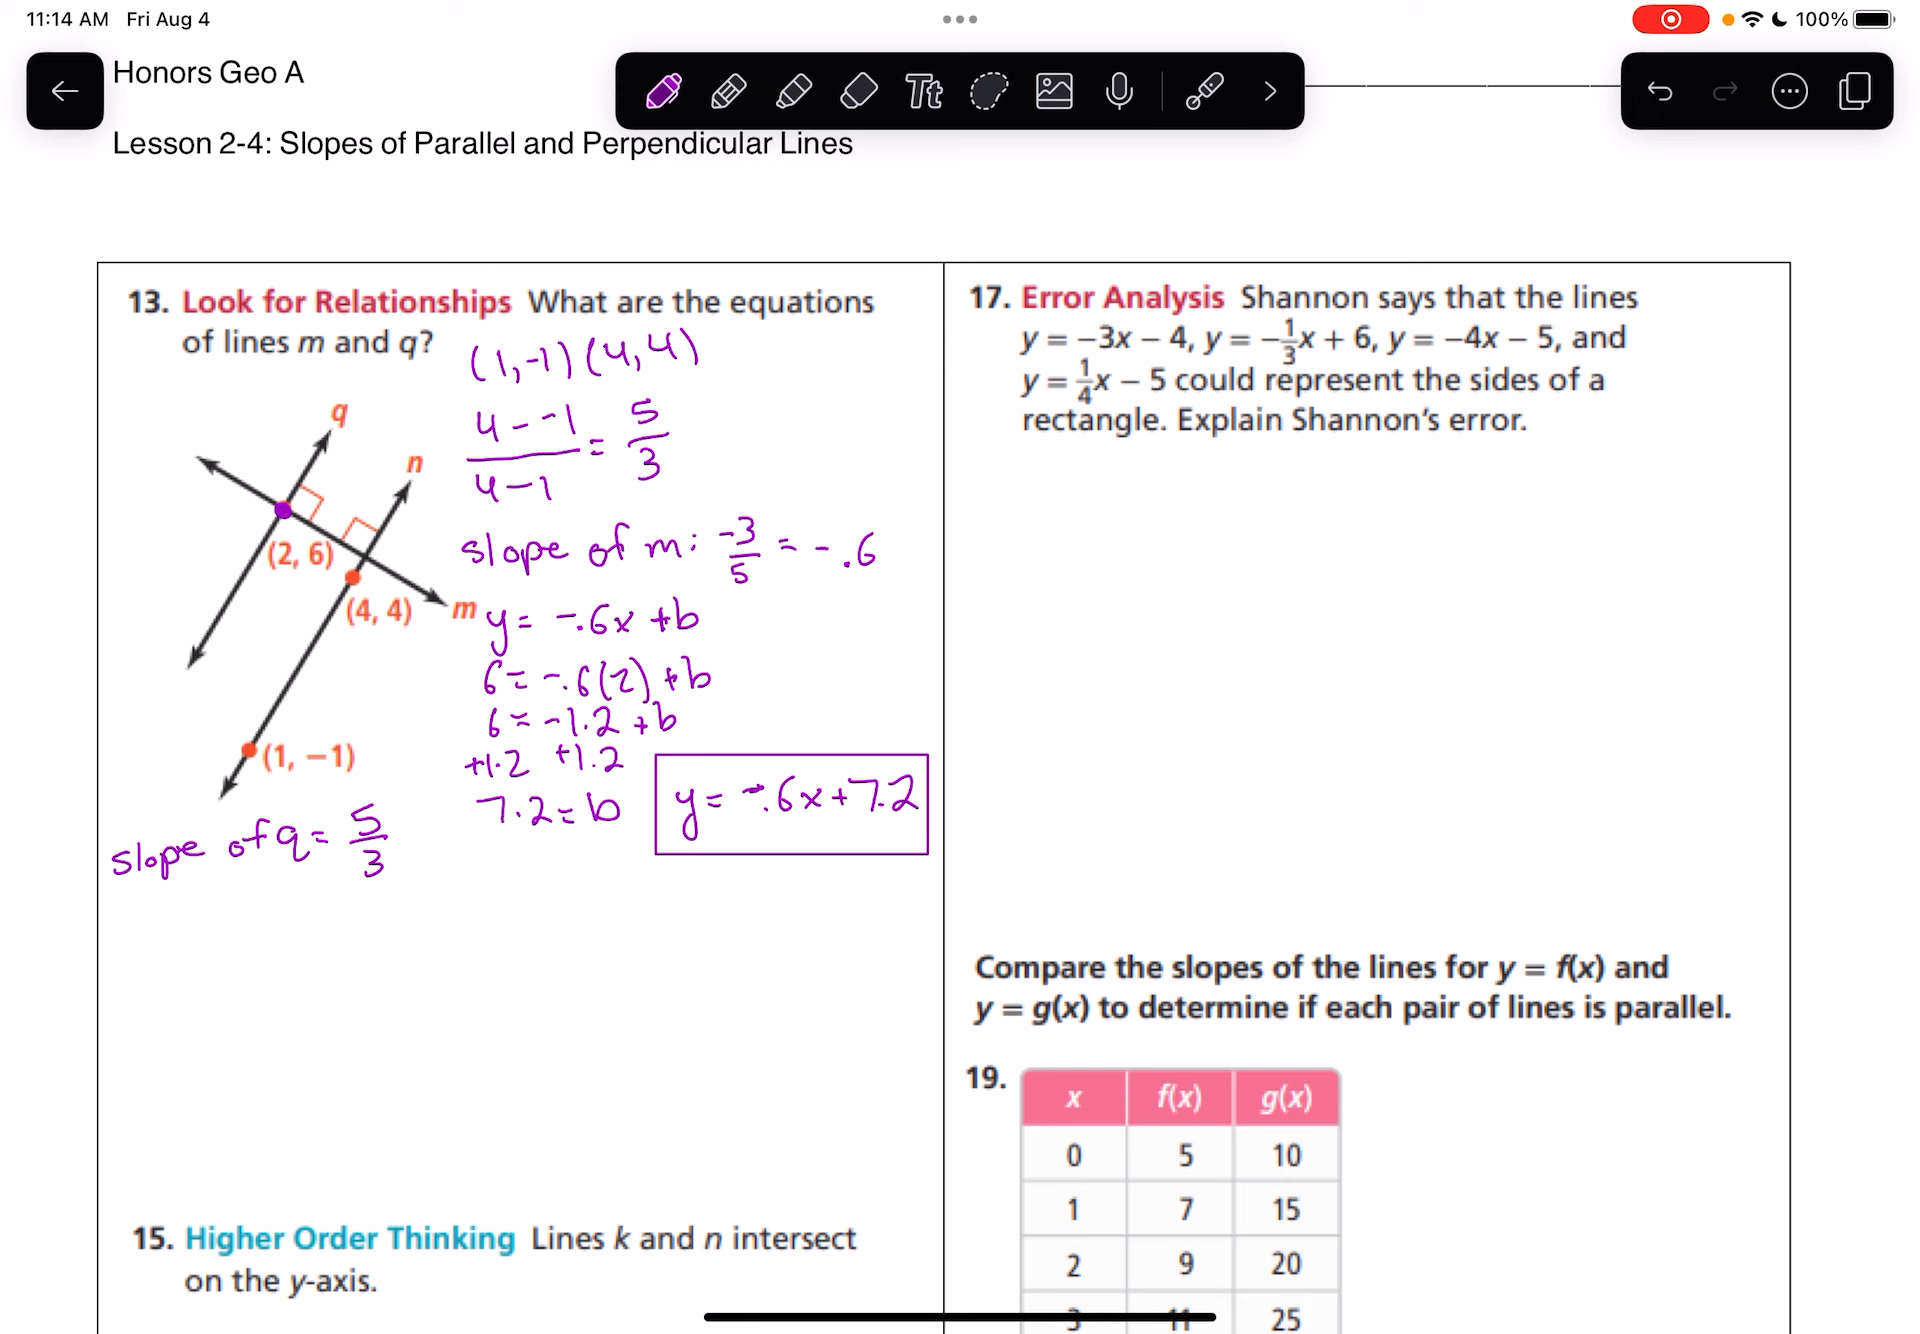 11:14 AM Fri Aug 4
100%
Honors Geo A
Tt
Lesson 2-4: Slopes of Parallel and Perpendicular Lines
13. Look for Relationships What are the equations
of lines m and q?
(1,-1) (4,4)
4--1
4-1
= 5/3
q
n
(2, 6)
(4, 4)
m
(1, −1)
slope of m: -3/5 = -.6
y= -.6x +b
6= -.6(2) +b
6= -1.2 +b
+1.2 +1.2
7.2=b
y= -.6x+7.2
slope of q= 5/3
15. Higher Order Thinking Lines k and n intersect
on the y-axis.
17. Error Analysis Shannon says that the lines
y = −3x − 4, y = −1/3x + 6, y = −4x − 5, and
y = 1/4x − 5 could represent the sides of a
rectangle. Explain Shannon's error.
Compare the slopes of the lines for y = f(x) and
y = g(x) to determine if each pair of lines is parallel.
19.
x f(x) g(x)
0 5 10
1 7 15
2 9 20
3 11 25